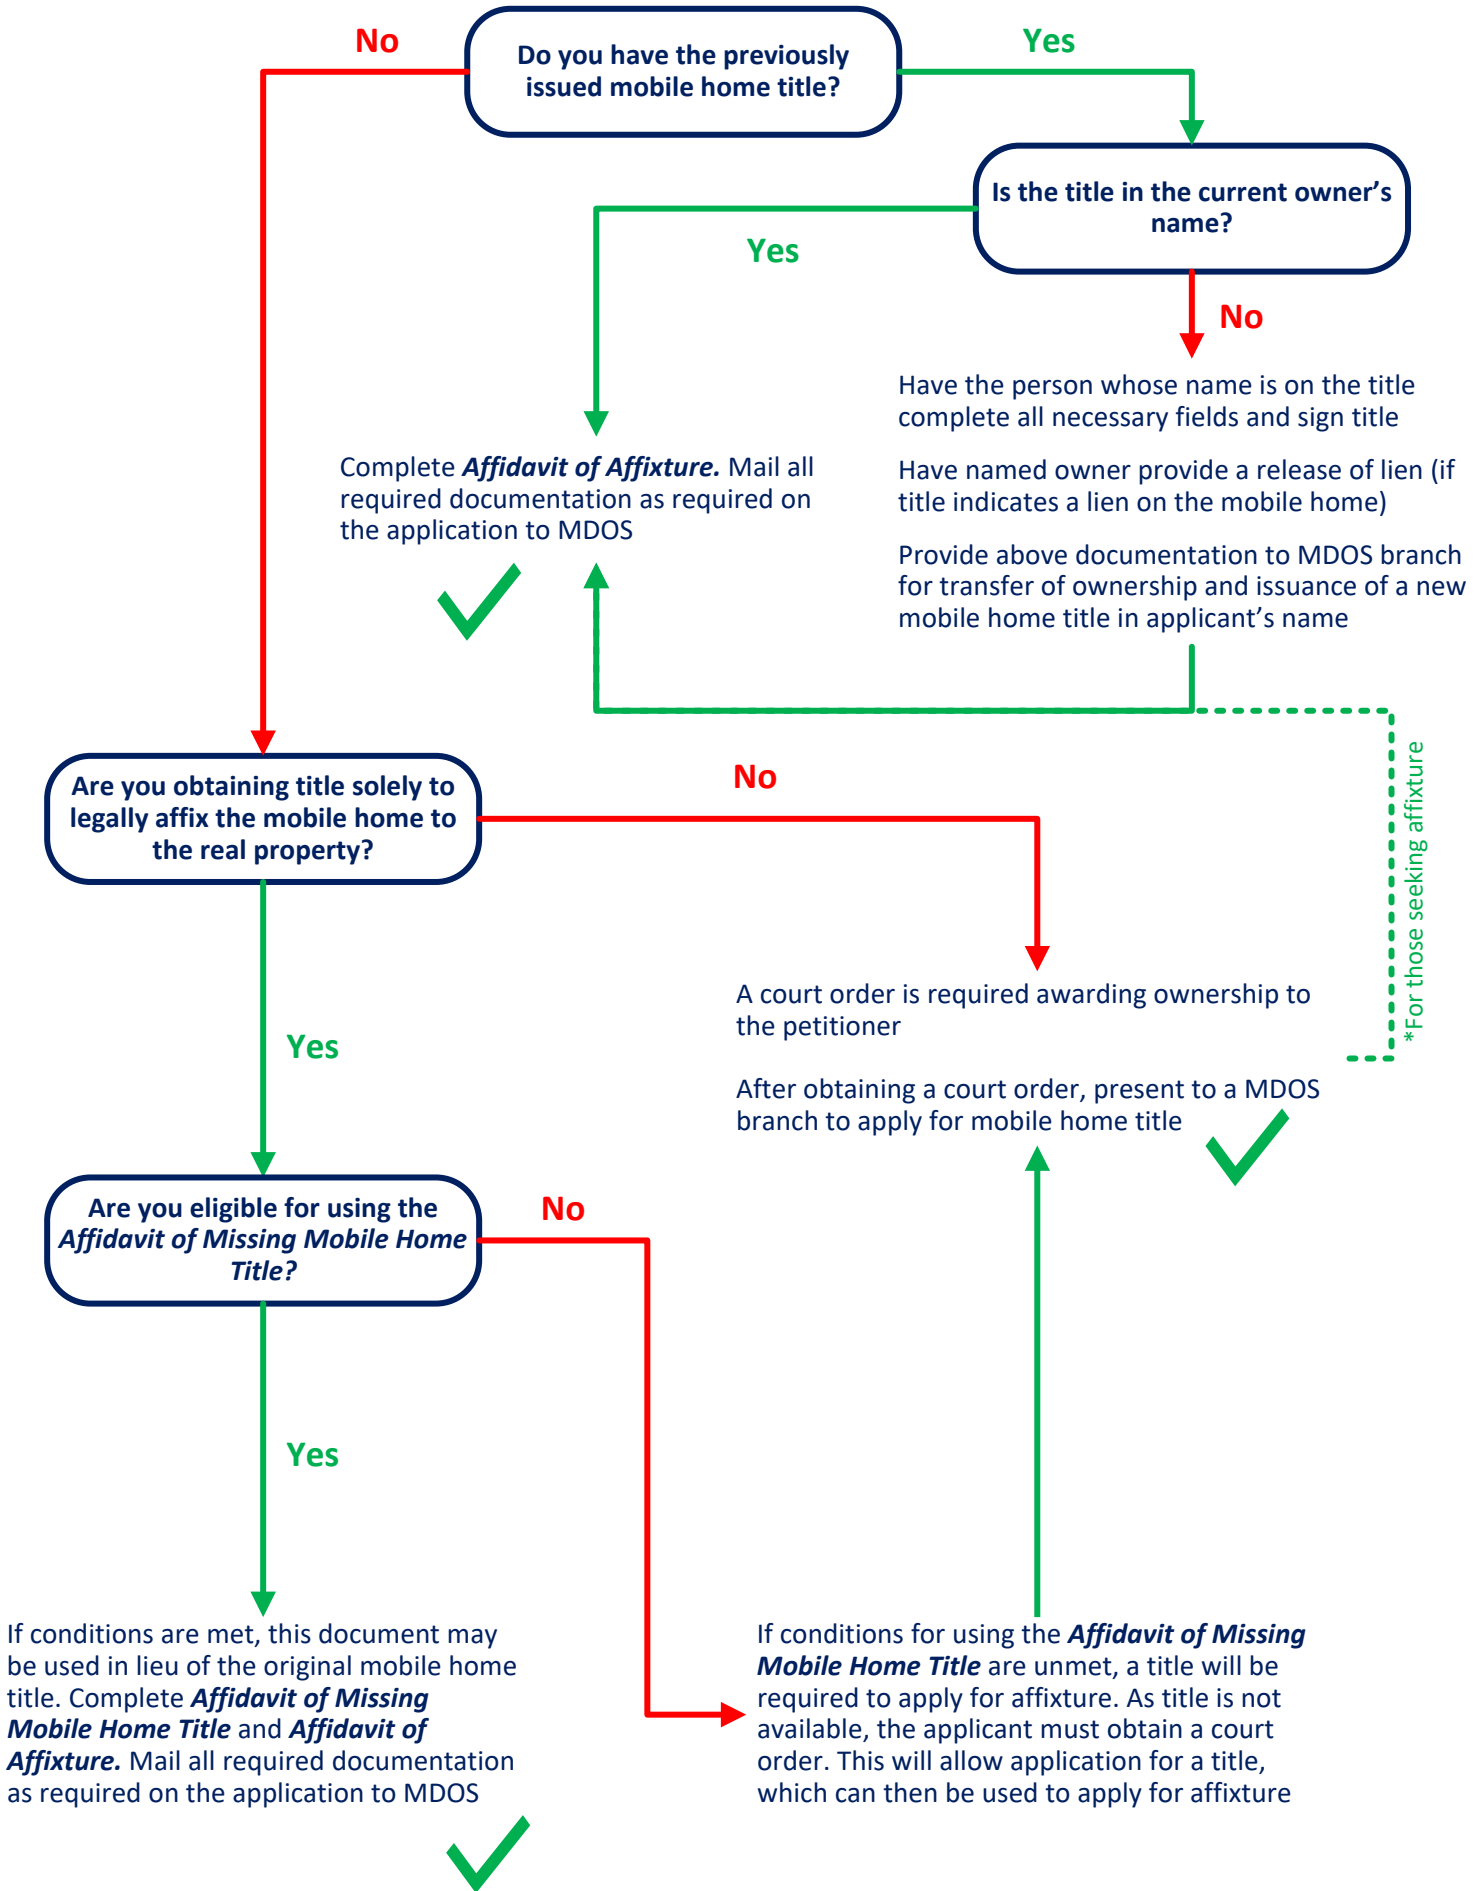 No
Do you have the previously
issued mobile home title?
Yes
Is the title in the current owner’s
name?
Yes
No
Have the person whose name is on the title
complete all necessary fields and sign title
Have named owner provide a release of lien (if
title indicates a lien on the mobile home)
Provide above documentation to MDOS branch
for transfer of ownership and issuance of a new
mobile home title in applicant’s name
Complete Affidavit of Affixture. Mail all
required documentation as required on
the application to MDOS
Are you obtaining title solely to
legally affix the mobile home to
the real property?
No
*For those seeking affixture
A court order is required awarding ownership to
the petitioner
After obtaining a court order, present to a MDOS
branch to apply for mobile home title
Yes
Are you eligible for using the
Affidavit of Missing Mobile Home
Title?
No
Yes
If conditions are met, this document may
be used in lieu of the original mobile home
title. Complete Affidavit of Missing
Mobile Home Title and Affidavit of
Affixture. Mail all required documentation
as required on the application to MDOS
If conditions for using the Affidavit of Missing
Mobile Home Title are unmet, a title will be
required to apply for affixture. As title is not
available, the applicant must obtain a court
order. This will allow application for a title,
which can then be used to apply for affixture